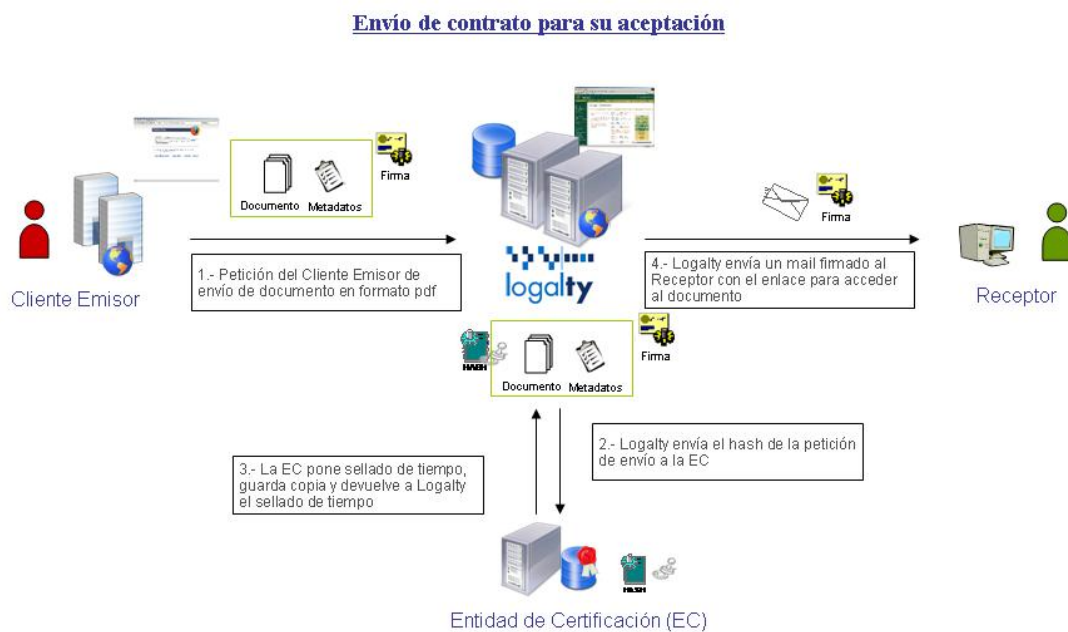 Envío de contrato para su aceptación
Firma
Documento Metadatos
Firma
1.- Petición del Cliente Emisor de
envío de documento en formato pdf
4.- Logalty envía un mail firmado al
Receptor con el enlace para acceder
al documento
Cliente Emisor
logalty
Receptor
Firma
HASH
Documento Metadatos
2.- Logalty envía el hash de la petición
de envío a la EC
3.- La EC pone sellado de tiempo,
guarda copia y devuelve a Logalty
el sellado de tiempo
HASH
Entidad de Certificación (EC)